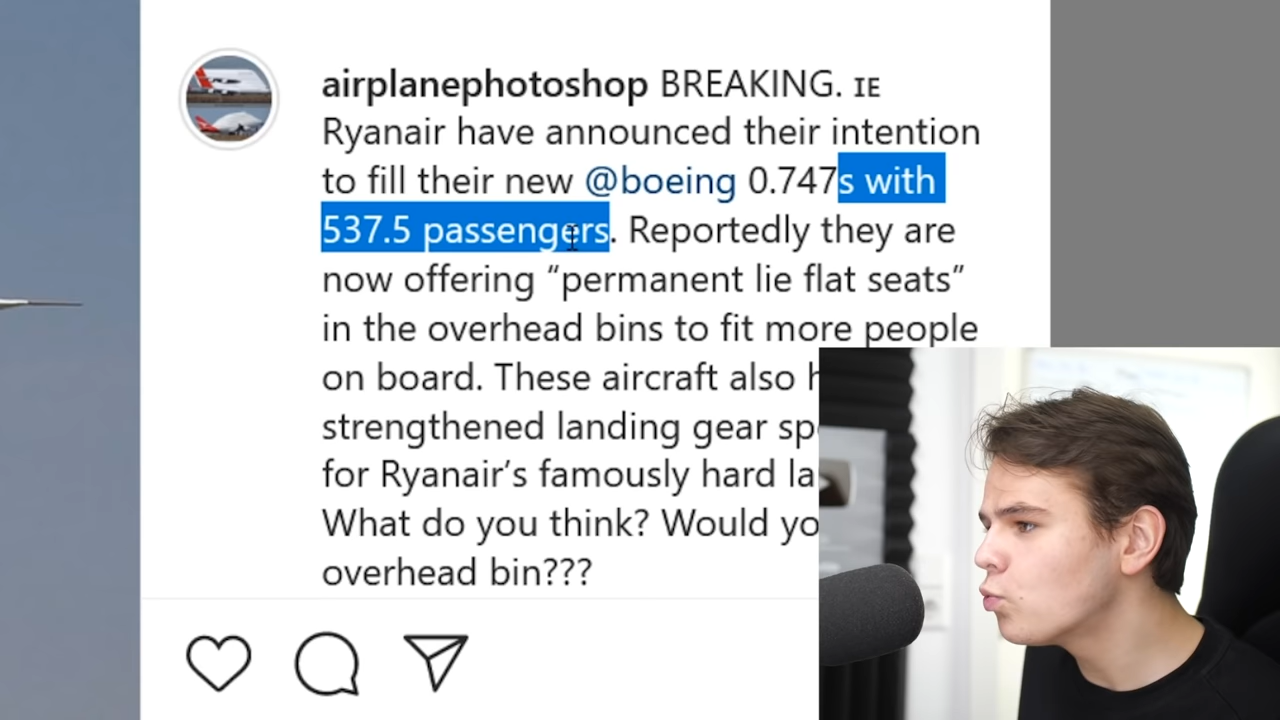 airplanephotoshop BREAKING. IE
Ryanair have announced their intention
to fill their new @boeing 0.747s with
537.5 passengers. Reportedly they are
now offering “permanent lie flat seats”
in the overhead bins to fit more people
on board. These aircraft also
strengthened landing gear
for Ryanair’s famously hard
What do you think? Would
overhead bin???